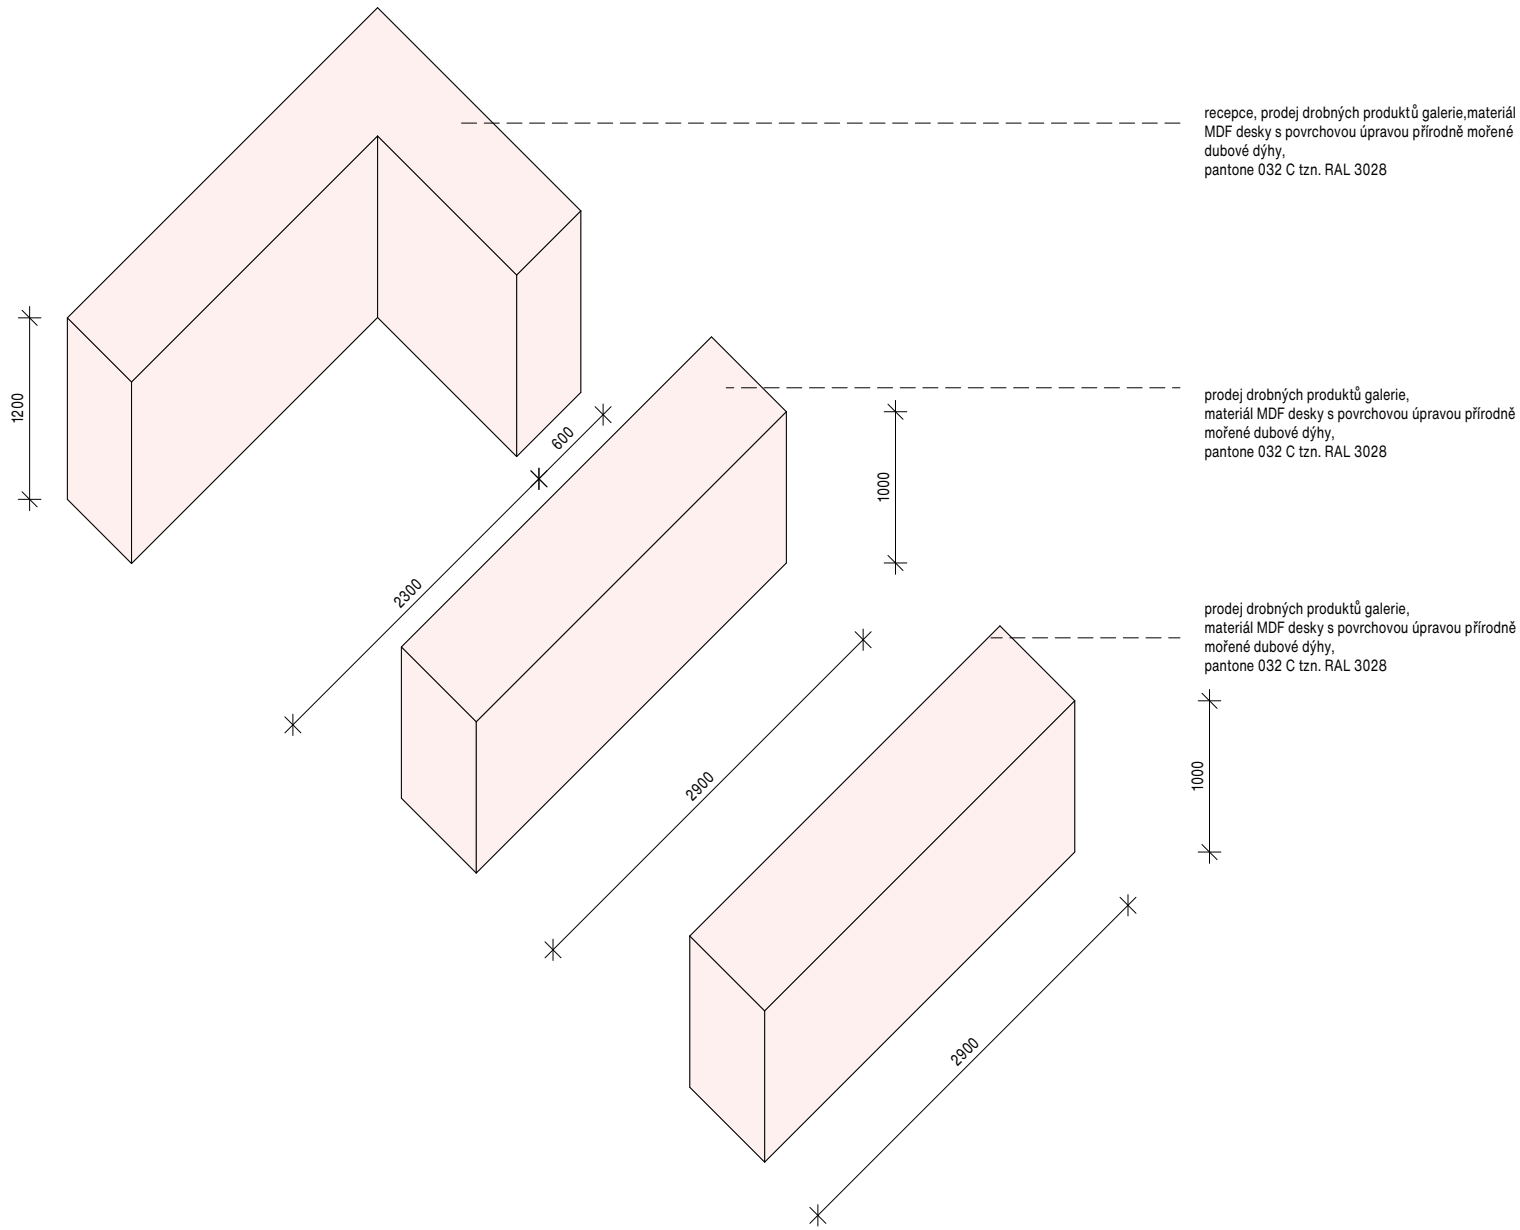 recepce, prodej drobných produktů galerie,materiál
MDF desky s povrchovou úpravou přírodně mořené
dubové dýhy,
pantone 032 C tzn. RAL 3028
1200
600
2300
prodej drobných produktů galerie,
materiál MDF desky s povrchovou úpravou přírodně
mořené dubové dýhy,
pantone 032 C tzn. RAL 3028
1000
2900
prodej drobných produktů galerie,
materiál MDF desky s povrchovou úpravou přírodně
mořené dubové dýhy,
pantone 032 C tzn. RAL 3028
1000
2900